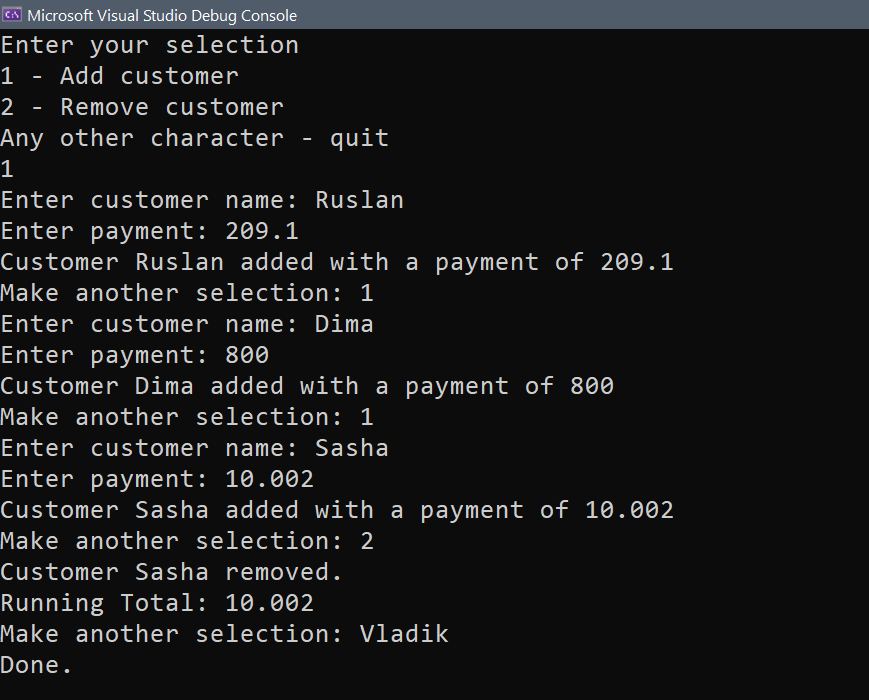 Microsoft Visual Studio Debug Console
Enter your selection
1 - Add customer
2 - Remove customer
Any other character - quit
1
Enter customer name: Ruslan
Enter payment: 209.1
Customer Ruslan added with a payment of 209.1
Make another selection: 1
Enter customer name: Dima
Enter payment: 800
Customer Dima added with a payment of 800
Make another selection: 1
Enter customer name: Sasha
Enter payment: 10.002
Customer Sasha added with a payment of 10.002
Make another selection: 2
Customer Sasha removed.
Running Total: 10.002
Make another selection: Vladik
Done.